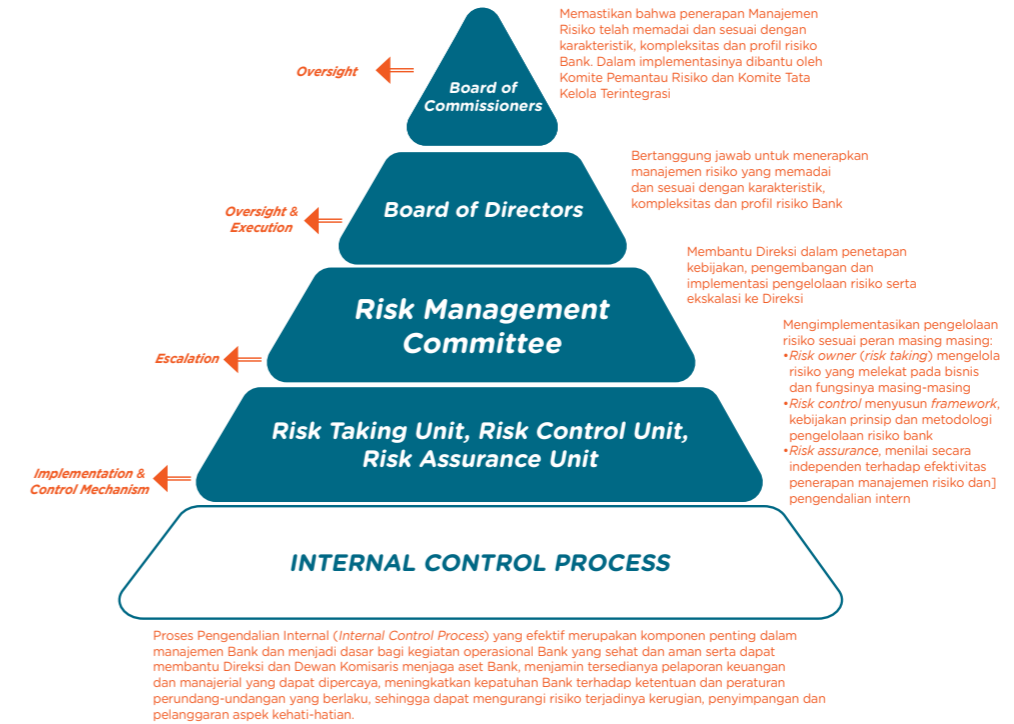 Memastikan bahwa penerapan Manajemen
Risiko telah memadai dan sesuai dengan
karakteristik, kompleksitas dan profil risiko
Bank. Dalam implementasinya dibantu oleh
Komite Pemantau Risiko dan Komite Tata
Kelola Terintegrasi
Oversight
Board of
Commissioners
Bertanggung jawab untuk menerapkan
manajemen risiko yang memadai
dan sesuai dengan karakteristik,
kompleksitas dan profil risiko Bank
Oversight &
Execution
Board of Directors
Membantu Direksi dalam penetapan
kebijakan, pengembangan dan
implementasi pengelolaan risiko serta
ekskalasi ke Direksi
Escalation
Risk Management
Committee
Mengimplementasikan pengelolaan
risiko sesuai peran masing masing:
•Risk owner (risk taking) mengelola
risiko yang melekat pada bisnis
dan fungsinya masing-masing
•Risk control menyusun framework,
kebijakan prinsip dan metodologi
pengelolaan risiko bank
•Risk assurance, menilai secara
independen terhadap efektivitas
penerapan manajemen risiko dan]
pengendalian intern
Implementation &
Control Mechanism
Risk Taking Unit, Risk Control Unit,
Risk Assurance Unit
INTERNAL CONTROL PROCESS
Proses Pengendalian Internal (Internal Control Process) yang efektif merupakan komponen penting dalam
manajemen Bank dan menjadi dasar bagi kegiatan operasional Bank yang sehat dan aman serta dapat
membantu Direksi dan Dewan Komisaris menjaga aset Bank, menjamin tersedianya pelaporan keuangan
dan manajerial yang dapat dipercaya, meningkatkan kepatuhan Bank terhadap ketentuan dan peraturan
perundang-undangan yang berlaku, sehingga dapat mengurangi risiko terjadinya kerugian, penyimpangan dan
pelanggaran aspek kehati-hatian.